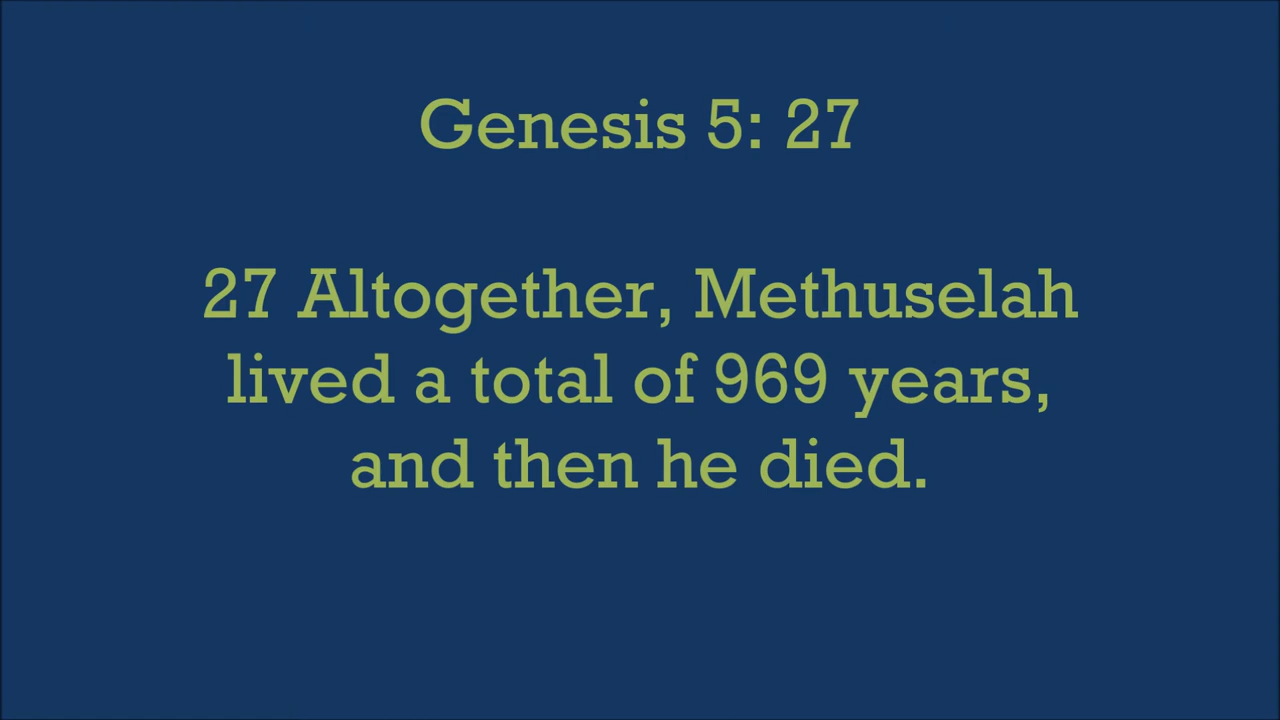 Genesis 5: 27
27 Altogether, Methuselah
lived a total of 969 years,
and then he died.